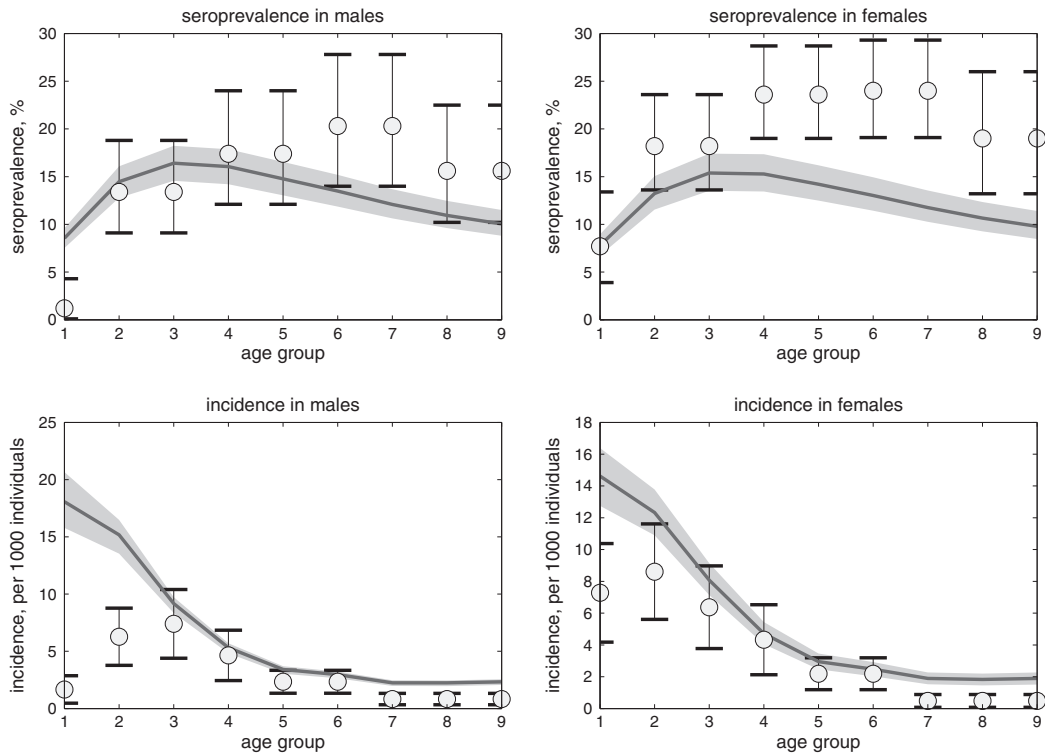 seroprevalence in males
seroprevalence, %
30
25
20
15
10
5
0
1 2 3 4 5 6 7 8 9
age group
seroprevalence in females
seroprevalence, %
30
25
20
15
10
5
0
1 2 3 4 5 6 7 8 9
age group
incidence in males
incidence, per 1000 individuals
25
20
15
10
5
0
1 2 3 4 5 6 7 8 9
age group
incidence in females
incidence, per 1000 individuals
18
16
14
12
10
8
6
4
2
0
1 2 3 4 5 6 7 8 9
age group